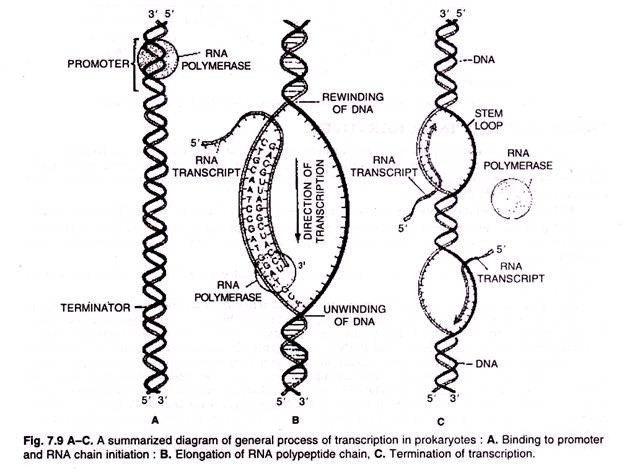 3' 5'
PROMOTER
RNA
POLYMERASE
TERMINATOR
5' 3'
A
REWINDING
OF DNA
5'
RNA
TRANSCRIPT
DIRECTION OF
TRANSCRIPTION
3'
RNA
POLYMERASE
UNWINDING
OF DNA
5' 3'
B
3' 5'
DNA
STEM
LOOP
RNA
TRANSCRIPT
RNA
POLYMERASE
5'
5'
RNA
TRANSCRIPT
DNA
5' 3'
C
Fig. 7.9 A–C. A summarized diagram of general process of transcription in prokaryotes : A. Binding to promoter
and RNA chain initiation : B. Elongation of RNA polypeptide chain, C. Termination of transcription.